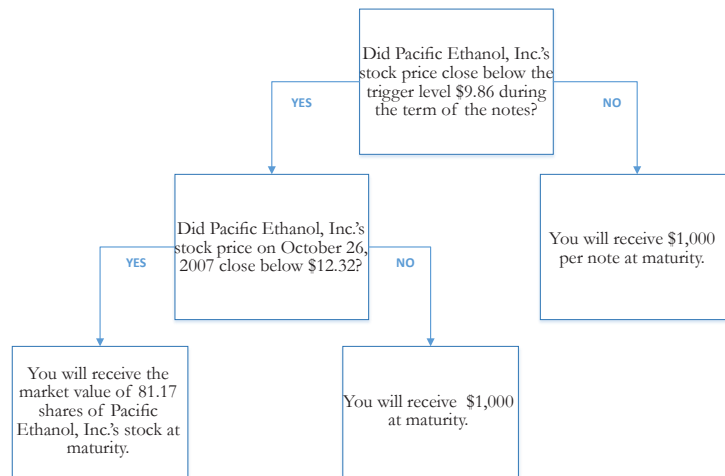 Did Pacific Ethanol, Inc.'s
stock price close below the
trigger level $9.86 during
the term of the notes?
YES
NO
Did Pacific Ethanol, Inc.'s
stock price on October 26,
2007 close below $12.32?
You will receive $1,000
per note at maturity.
YES
NO
You will receive the
market value of 81.17
shares of Pacific
Ethanol, Inc.'s stock at
maturity.
You will receive $1,000
at maturity.